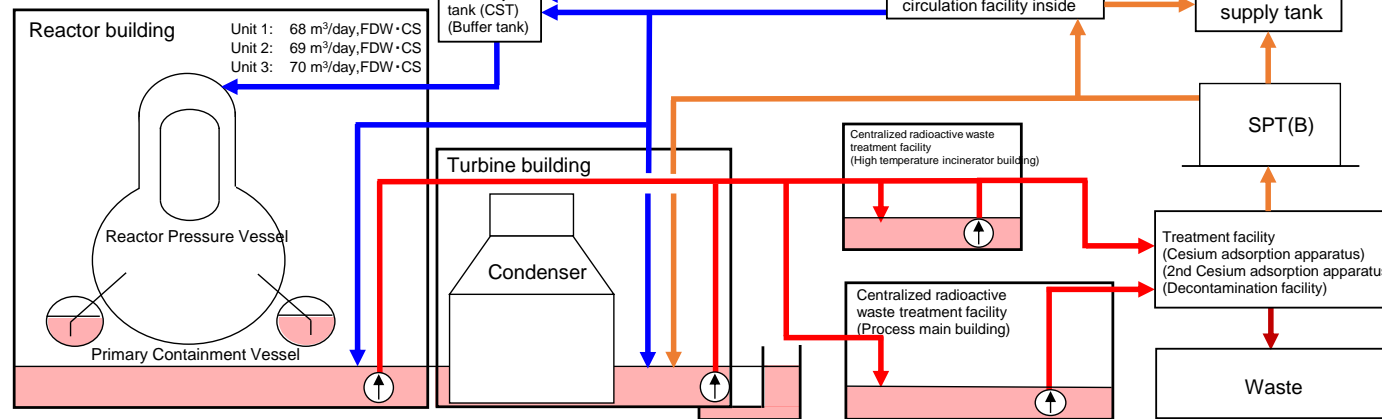 Reactor building
Unit 1: 68 m³/day,FDW・CS
Unit 2: 69 m³/day,FDW・CS
Unit 3: 70 m³/day,FDW・CS
tank (CST)
(Buffer tank)
circulation facility inside
supply tank
SPT(B)
Centralized radioactive waste
treatment facility
(High temperature incinerator building)
Turbine building
Reactor Pressure Vessel
Condenser
Primary Containment Vessel
Treatment facility
(Cesium adsorption apparatus)
(2nd Cesium adsorption apparatus
(Decontamination facility)
Centralized radioactive
waste treatment facility
(Process main building)
Waste